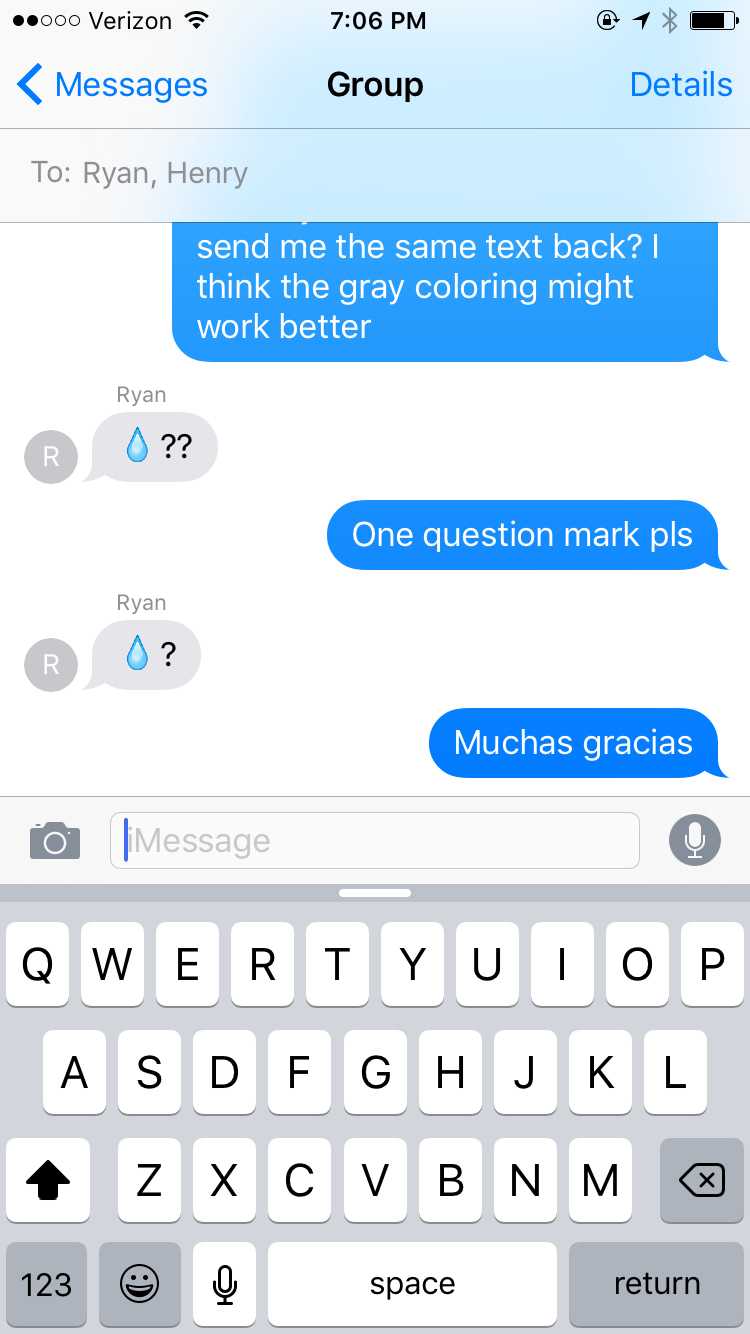 Verizon 7:06 PM
Messages Group Details
To: Ryan, Henry
send me the same text back? I
think the gray coloring might
work better
Ryan
R 💧 ??
One question mark pls
Ryan
R 💧 ?
Muchas gracias
iMessage
Q W E R T Y U I O P
A S D F G H J K L
Z X C V B N M
123 space return